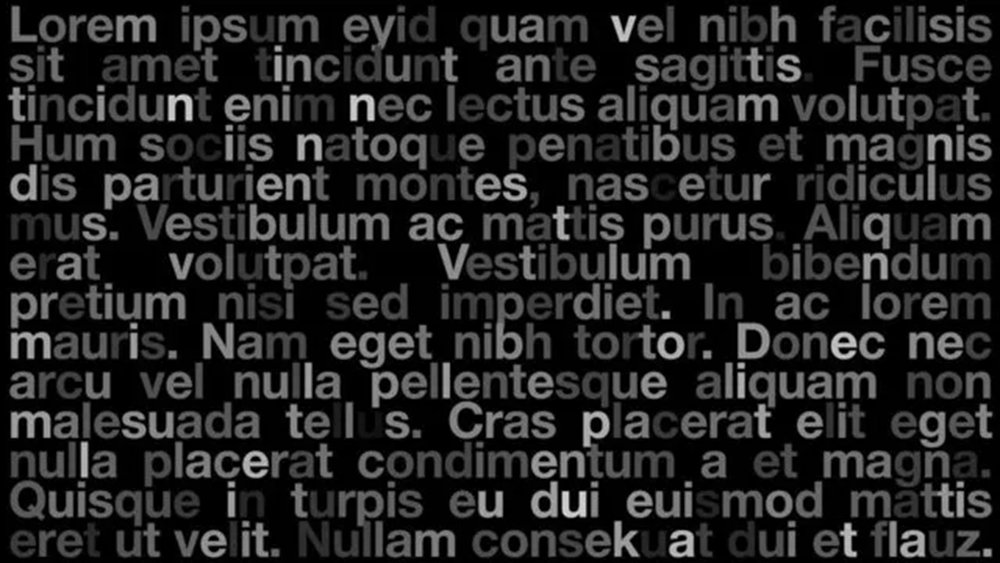 Lorem ipsum eyid quam vel nibh facilisis
sit amet tincidunt ante sagittis. Fusce
tincidunt enim nec lectus aliquam volutpat.
Hum sociis natoque penatibus et magnis
dis parturient montes, nascetur ridiculus
mus. Vestibulum ac mattis purus. Aliquam
erat volutpat. Vestibulum bibendum
pretium nisi sed imperdiet. In ac lorem
mauris. Nam eget nibh tortor. Donec nec
arcu vel nulla pellentesque aliquam non
malesuada tellus. Cras placerat elit eget
nulla placerat condimentum a et magna.
Quisque in turpis eu dui euismod mattis
eret ut velit. Nullam consekuat dui et flauz.